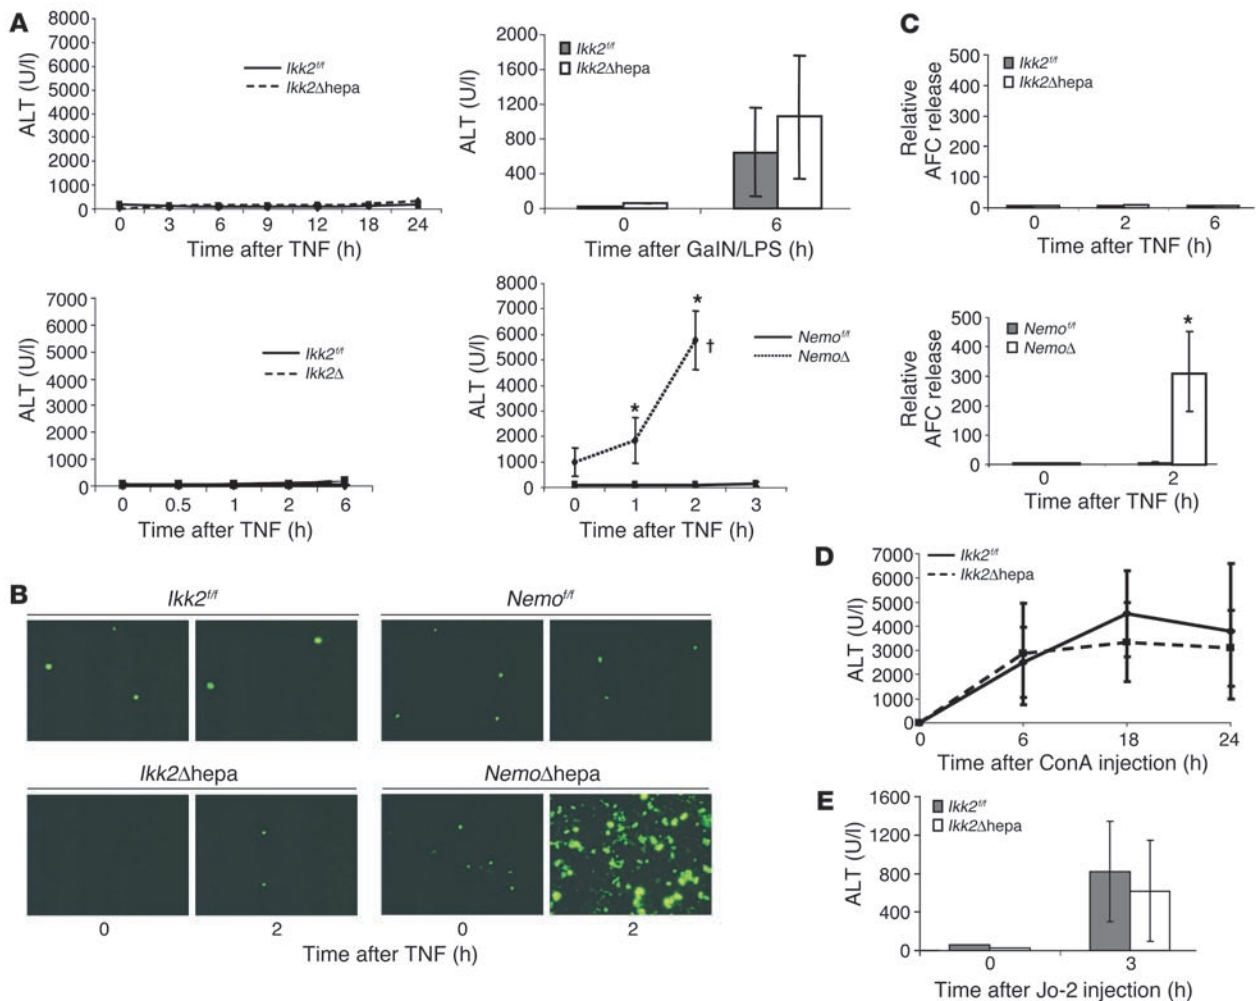 A
8000
7000
6000
5000
4000
3000
2000
1000
0
ALT (U/l)
Ikk2f/f
Ikk2Δhepa
0 3 6 9 12 18 24
Time after TNF (h)
2000
1600
1200
800
400
0
ALT (U/l)
Ikk2f/f
Ikk2Δhepa
0 6
Time after GalN/LPS (h)
7000
6000
5000
4000
3000
2000
1000
0
ALT (U/l)
Ikk2f/f
Ikk2Δ
0 0.5 1 2 6
Time after TNF (h)
8000
7000
6000
5000
4000
3000
2000
1000
0
ALT (U/l)
*
*
†
Nemof/f
NemoΔ
0 1 2 3
Time after TNF (h)
C
500
400
300
200
100
0
Relative
AFC release
Ikk2f/f
Ikk2Δhepa
0 2 6
Time after TNF (h)
500
400
300
200
100
0
Relative
AFC release
Nemof/f
NemoΔ
*
0 2
Time after TNF (h)
B
Ikk2f/f
Nemof/f
Ikk2Δhepa
NemoΔhepa
0 2 0 2
Time after TNF (h)
D
7000
6000
5000
4000
3000
2000
1000
0
ALT (U/l)
Ikk2f/f
Ikk2Δhepa
0 6 18 24
Time after ConA injection (h)
E
1600
1200
800
400
0
ALT (U/l)
Ikk2f/f
Ikk2Δhepa
0 3
Time after Jo-2 injection (h)